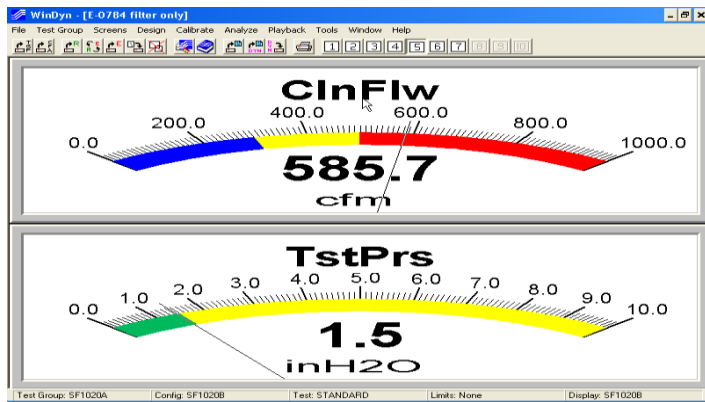 WinDyn - [E-0784 filter only]
File Test Group Screens Design Calibrate Analyze Playback Tools Window Help
1 2 3 4 5 6 7 8 9 10
ClnFlw
0.0 200.0 400.0 600.0 800.0 1000.0
585.7
cfm
TstPrs
0.0 1.0 2.0 3.0 4.0 5.0 6.0 7.0 8.0 9.0 10.0
1.5
inH2O
Test Group: SF1020A Config: SF1020B Test: STANDARD Limits: None Display: SF1020B